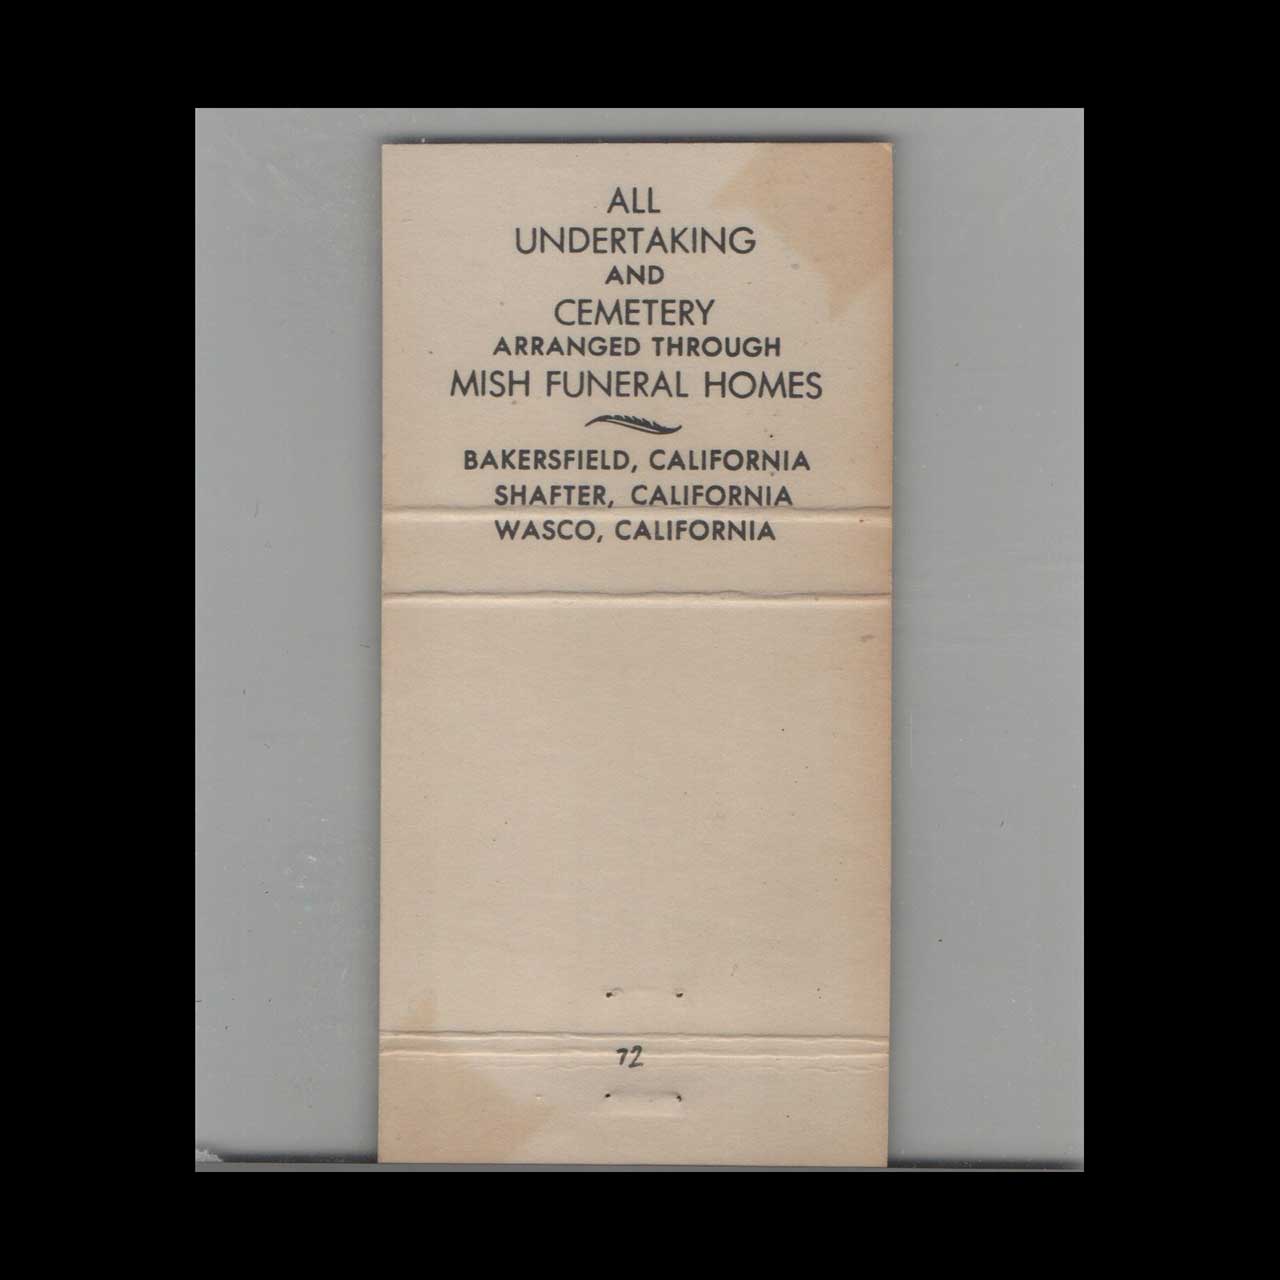 ALL
UNDERTAKING
AND
CEMETERY
ARRANGED THROUGH
MISH FUNERAL HOMES
BAKERSFIELD, CALIFORNIA
SHAFTER, CALIFORNIA
WASCO, CALIFORNIA
72